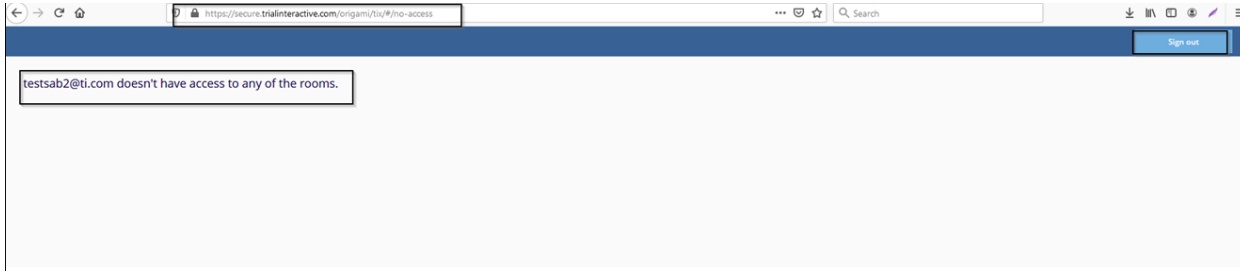 https://secure.trialinteractive.com/origami/tix/#/no-access
Search
Sign out
testsab2@ti.com doesn't have access to any of the rooms.